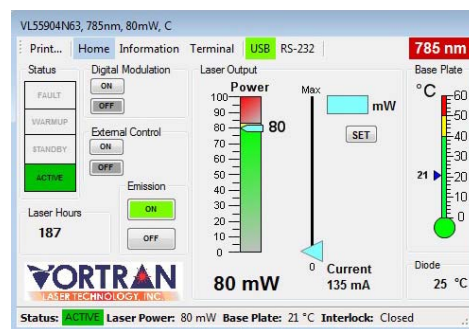 VL55904N63, 785nm, 80mW, C
Print... Home Information Terminal USB RS-232 785 nm
Status
FAULT
WARMUP
STANDBY
ACTIVE
Laser Hours
187
Digital Modulation
ON
OFF
External Control
ON
OFF
Emission
ON
OFF
VORTRAN
LASER TECHNOLOGY, INC.
Laser Output
Power
100
90
80
70
60
50
40
30
20
10
0
80
80 mW
Max
0
mW
SET
Current
135 mA
Base Plate
°C
60
50
40
30
20
10
0
21
Diode
25 °C
Status: ACTIVE Laser Power: 80 mW Base Plate: 21 °C Interlock: Closed